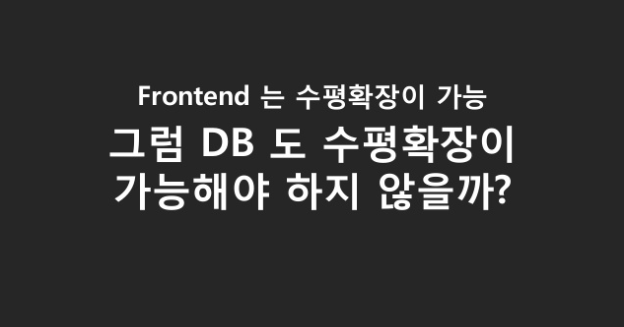 Frontend 는 수평확장이 가능
그럼 DB 도 수평확장이
가능해야 하지 않을까?